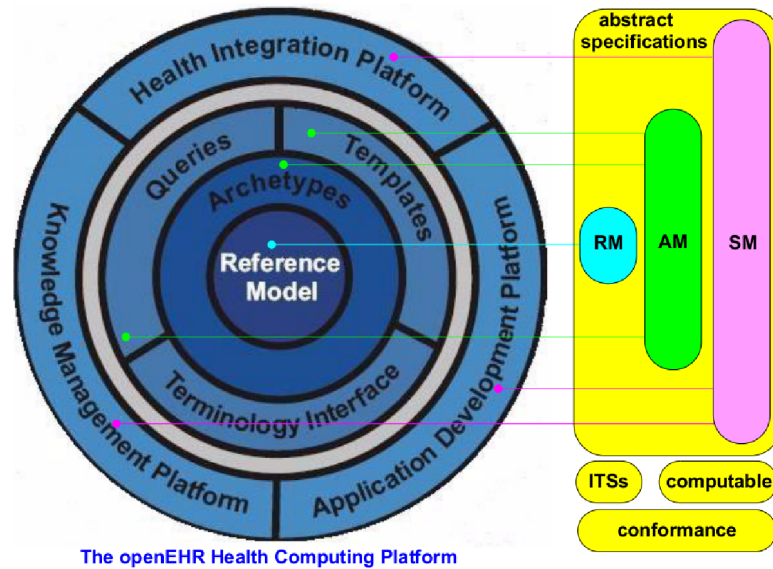 Health Integration Platform
Queries
Templates
Archetypes
Reference
Model
Knowledge Management Platform
Terminology Interface
Application Development Platform
abstract
specifications
RM
AM
SM
ITSs
computable
conformance
The openEHR Health Computing Platform